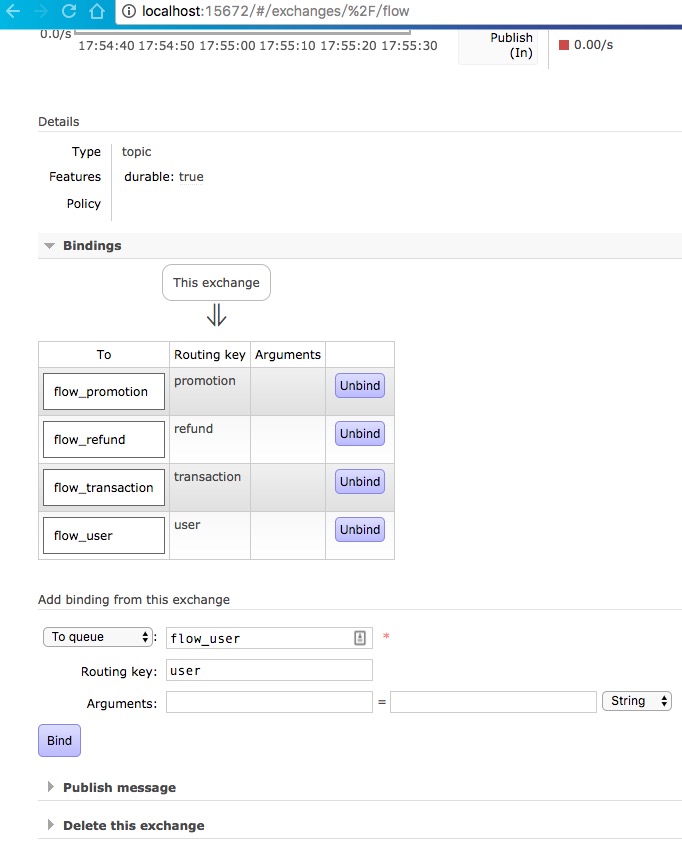 localhost:15672/#/exchanges/%2F/flow
0.0/s
17:54:40 17:54:50 17:55:00 17:55:10 17:55:20 17:55:30
Publish
(In)
0.00/s
Details
Type topic
Features durable: true
Policy
Bindings
This exchange
To Routing key Arguments
flow_promotion promotion Unbind
flow_refund refund Unbind
flow_transaction transaction Unbind
flow_user user Unbind
Add binding from this exchange
To queue : flow_user *
Routing key: user
Arguments: = String
Bind
Publish message
Delete this exchange